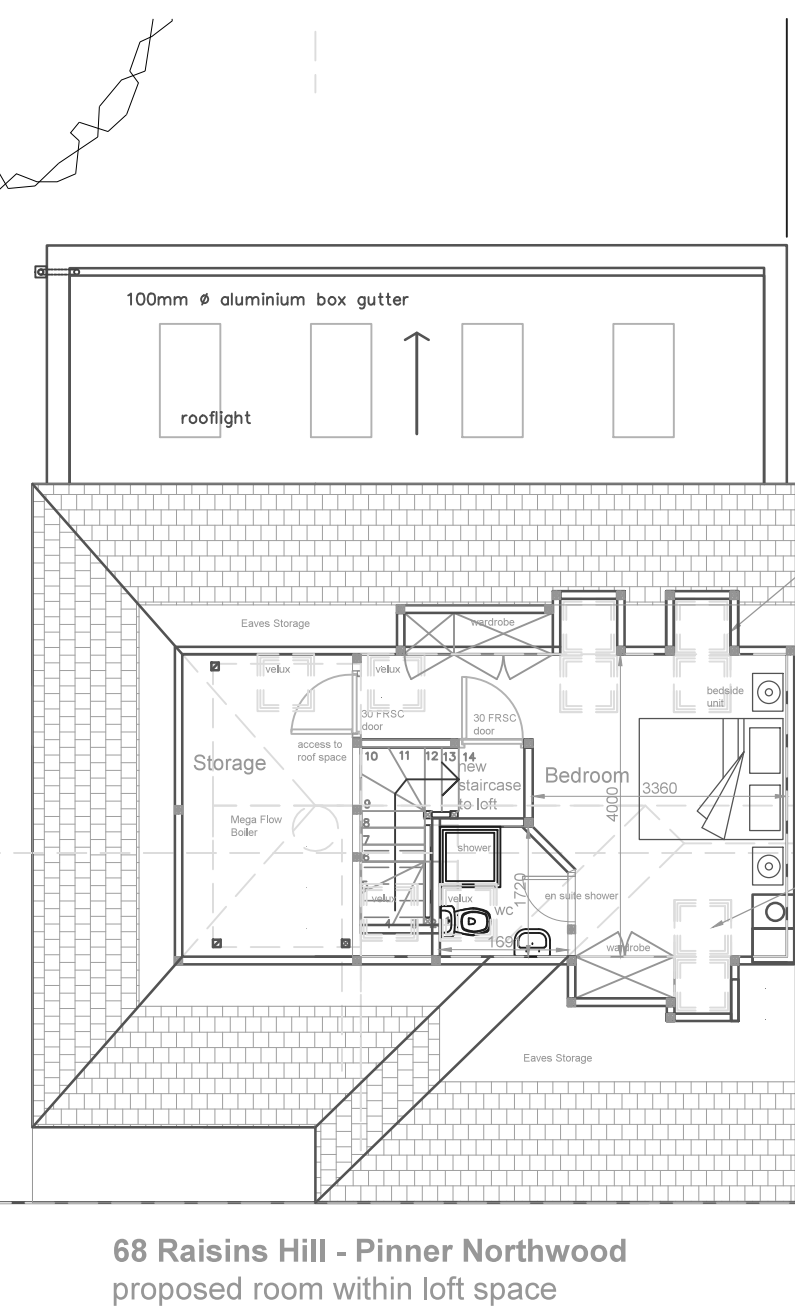 100mm Ø aluminium box gutter
rooflight
Eaves Storage
wardrobe
velux
velux
bedside
unit
30 FRSC
door
30 FRSC
door
access to
roof space
Storage
10 11 12 13 14
new
staircase
to loft
Bedroom
3360
4000
9
8
7
6
5
4
Mega Flow
Boiler
shower
1720
en suite shower
velux
velux
WC
169
wardrobe
Eaves Storage
68 Raisins Hill - Pinner Northwood
proposed room within loft space